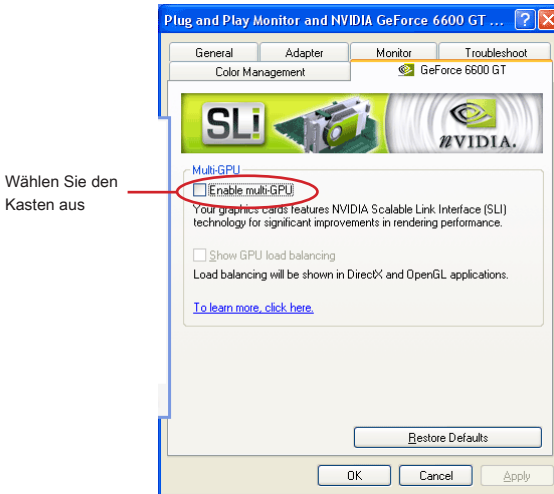 Plug and Play Monitor and NVIDIA GeForce 6600 GT ...
General Adapter Monitor Troubleshoot
Color Management GeForce 6600 GT
SLi nVIDIA.
Multi-GPU
Wählen Sie den
Kasten aus
Enable multi-GPU
Your graphics cards features NVIDIA Scalable Link Interface (SLI)
technology for significant improvements in rendering performance.
Show GPU load balancing
Load balancing will be shown in DirectX and OpenGL applications.
To learn more, click here.
Restore Defaults
OK Cancel Apply